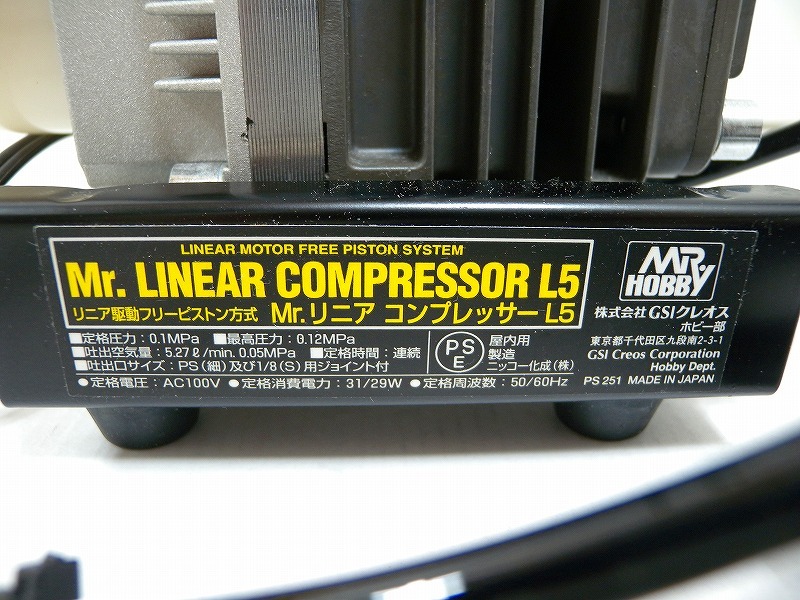 LINEAR MOTOR FREE PISTON SYSTEM
Mr. LINEAR COMPRESSOR L5
リニア駆動フリーピストン方式 Mr.リニア コンプレッサー L5
■定格圧力:0.1MPa ■最高圧力:0.12MPa
■吐出空気量:5.27ℓ/min. 0.05MPa ■定格時間:連続
■吐出口サイズ:PS(細)及び1/8(S)用ジョイント付
●定格電圧:AC100V ●定格消費電力:31/29W ●定格周波数:50/60Hz
PS
E
屋内用
製造
ニッコー化成(株)
MR.
HOBBY
株式会社 GSIクレオス
ホビー部
東京都千代田区九段南2-3-1
GSI Creos Corporation
Hobby Dept.
PS251 MADE IN JAPAN